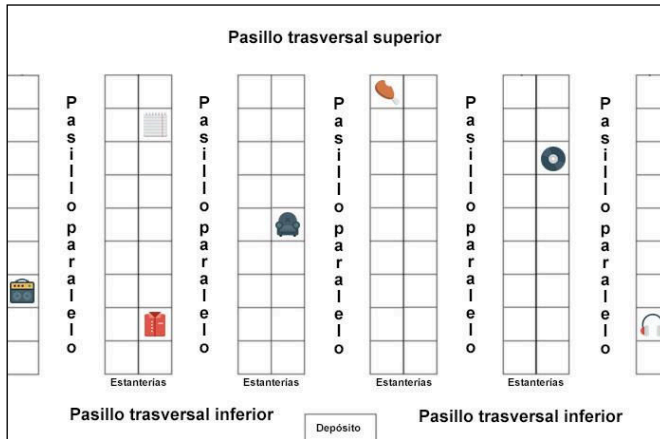 Pasillo trasversal superior
Pasillo paralelo
Pasillo paralelo
Pasillo paralelo
Pasillo paralelo
Pasillo paralelo
Estanterías
Estanterías
Estanterías
Estanterías
Pasillo trasversal inferior
Depósito
Pasillo trasversal inferior